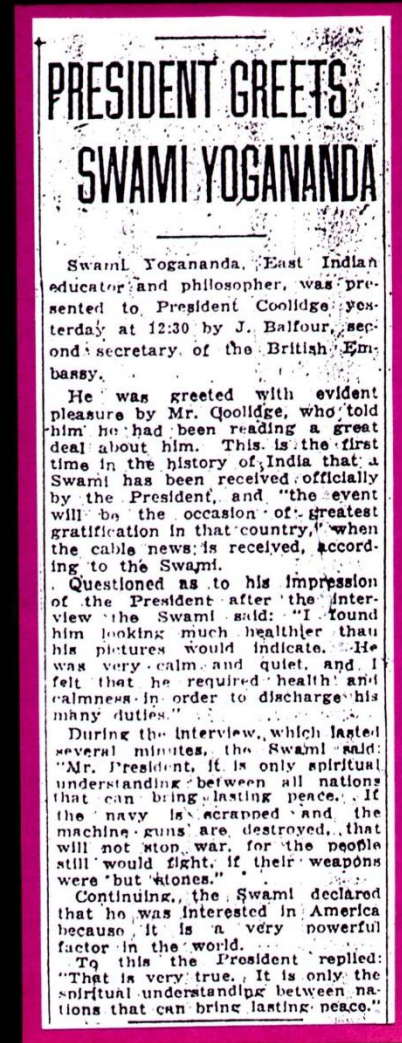 PRESIDENT GREETS
SWAMI YOGANANDA
Swami Yogananda, East Indian
educator and philosopher, was pre-
sented to President Coolidge yes-
terday at 12:30 by J. Balfour, sec-
ond secretary of the British Em-
bassy.
He was greeted with evident
pleasure by Mr. Coolidge, who told
him he had been reading a great
deal about him. This is the first
time in the history of India that a
Swami has been received officially
by the President, and "the event
will be the occasion of greatest
gratification in that country," when
the cable news is received, accord-
ing to the Swami.
Questioned as to his impression
of the President after the inter-
view the Swami said: "I found
him looking much healthier than
his pictures would indicate. He
was very calm and quiet, and I
felt that he required health and
calmness in order to discharge his
many duties."
During the interview, which lasted
several minutes, the Swami said:
"Mr. President, it is only spiritual
understanding between all nations
that can bring lasting peace. If
the navy is scrapped and the
machine guns are destroyed, that
will not stop war, for the people
still would fight, if their weapons
were but stones."
Continuing, the Swami declared
that he was interested in America
because it is a very powerful
factor in the world.
To this the President replied:
"That is very true. It is only the
spiritual understanding between na-
tions that can bring lasting peace."